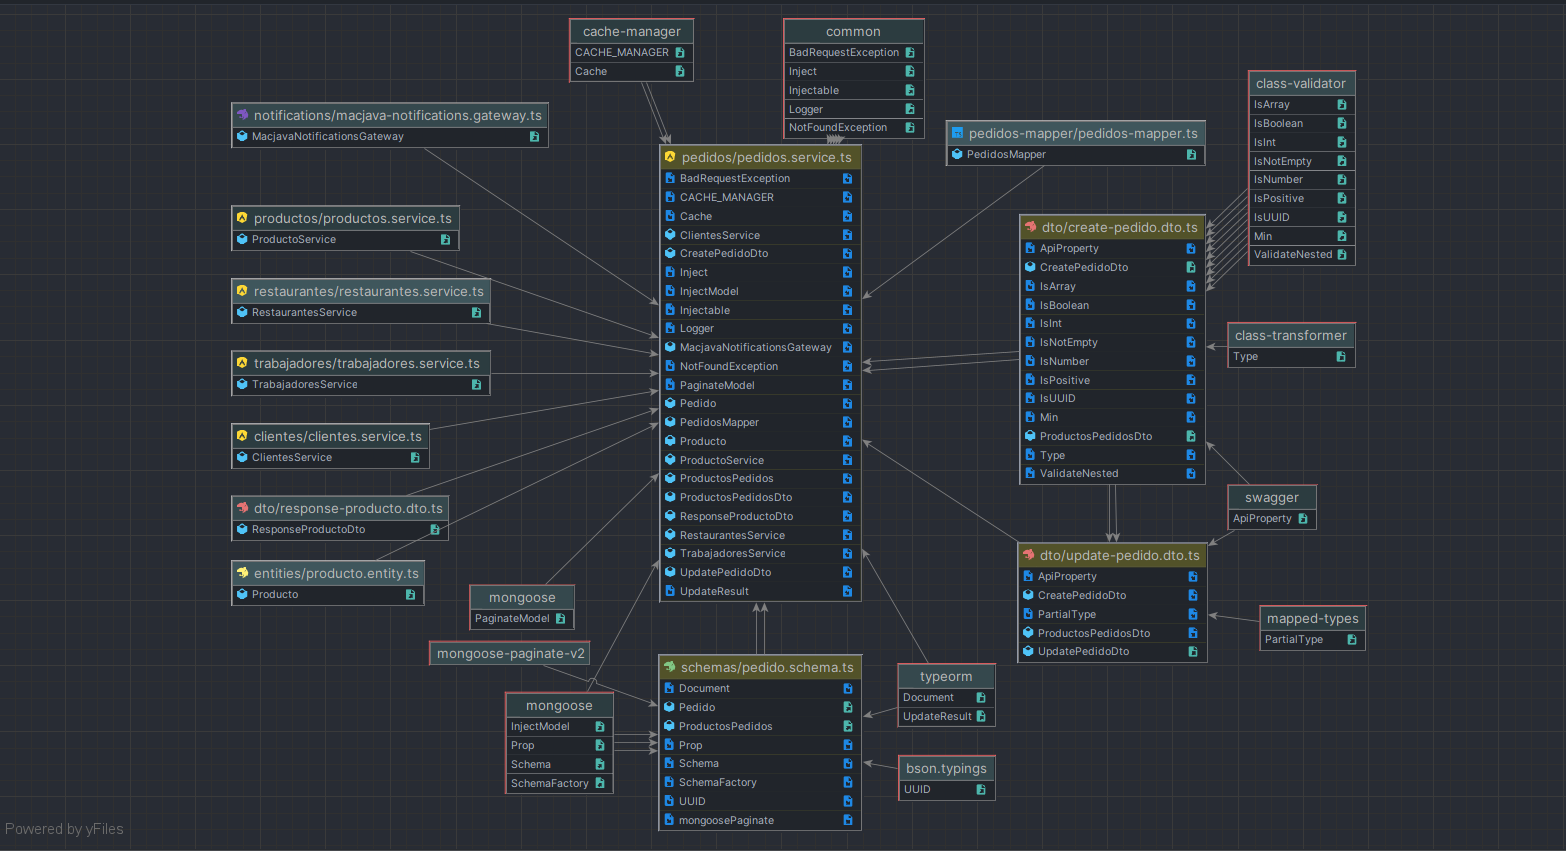 cache-manager
CACHE_MANAGER
Cache
common
BadRequestException
Inject
Injectable
Logger
NotFoundException
class-validator
IsArray
IsBoolean
IsInt
IsNotEmpty
IsNumber
IsPositive
IsUUID
Min
ValidateNested
notifications/macjava-notifications.gateway.ts
MacjavaNotificationsGateway
pedidos-mapper/pedidos-mapper.ts
PedidosMapper
pedidos/pedidos.service.ts
BadRequestException
CACHE_MANAGER
Cache
ClientesService
CreatePedidoDto
Inject
InjectModel
Injectable
Logger
MacjavaNotificationsGateway
NotFoundException
PaginateModel
Pedido
PedidosMapper
Producto
ProductoService
ProductosPedidos
ProductosPedidosDto
ResponseProductoDto
RestaurantesService
TrabajadoresService
UpdatePedidoDto
UpdateResult
productos/productos.service.ts
ProductoService
restaurantes/restaurantes.service.ts
RestaurantesService
trabajadores/trabajadores.service.ts
TrabajadoresService
clientes/clientes.service.ts
ClientesService
dto/response-producto.dto.ts
ResponseProductoDto
entities/producto.entity.ts
Producto
dto/create-pedido.dto.ts
ApiProperty
CreatePedidoDto
IsArray
IsBoolean
IsInt
IsNotEmpty
IsNumber
IsPositive
IsUUID
Min
ProductosPedidosDto
Type
ValidateNested
class-transformer
Type
swagger
ApiProperty
dto/update-pedido.dto.ts
ApiProperty
CreatePedidoDto
PartialType
ProductosPedidosDto
UpdatePedidoDto
mapped-types
PartialType
mongoose
PaginateModel
mongoose-paginate-v2
mongoose
InjectModel
Prop
Schema
SchemaFactory
schemas/pedido.schema.ts
Document
Pedido
ProductosPedidos
Prop
Schema
SchemaFactory
UUID
mongoosePaginate
typeorm
Document
UpdateResult
bson.typings
UUID
Powered by yFiles